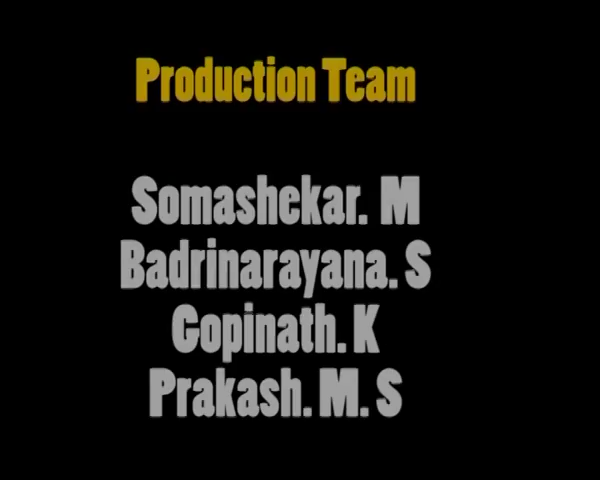 Production Team
Somashekar. M
Badrinarayana. S
Gopinath. K
Prakash. M. S